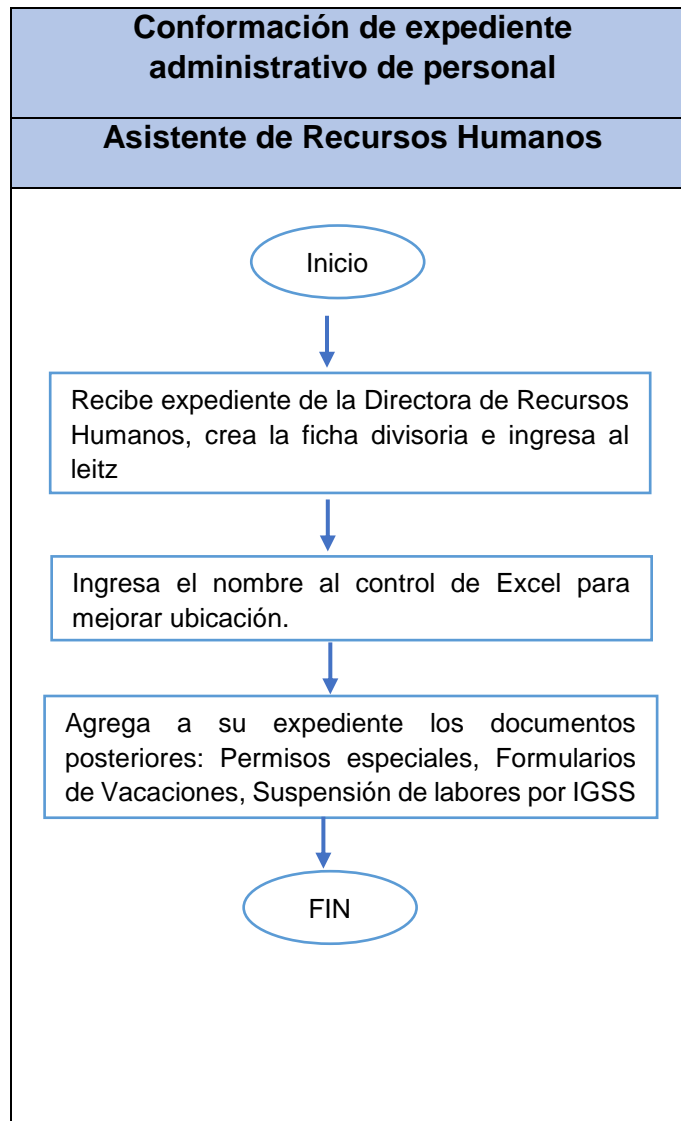 Conformación de expediente
administrativo de personal
Asistente de Recursos Humanos
Inicio
Recibe expediente de la Directora de Recursos
Humanos, crea la ficha divisoria e ingresa al
leitz
Ingresa el nombre al control de Excel para
mejorar ubicación.
Agrega a su expediente los documentos
posteriores: Permisos especiales, Formularios
de Vacaciones, Suspensión de labores por IGSS
FIN